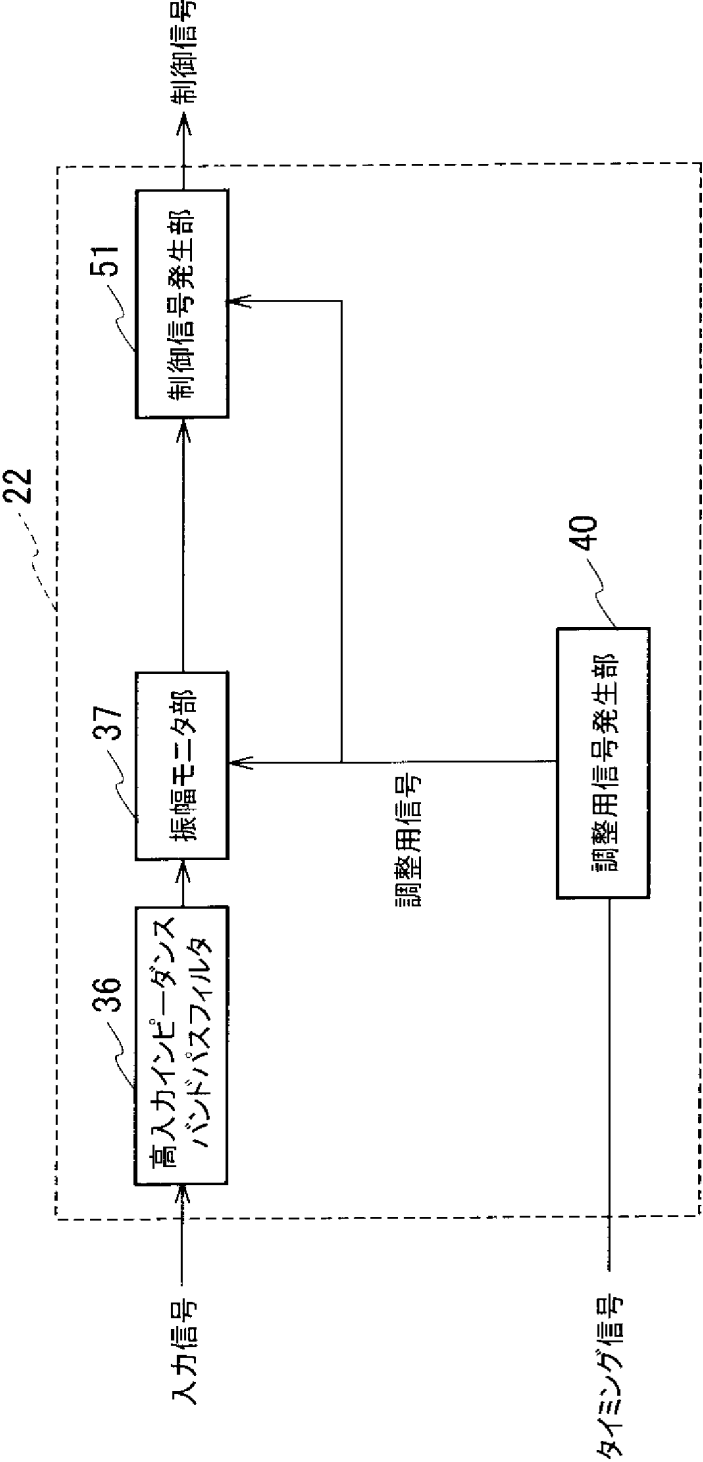 22
36
37
51
入力信号
高入力インピーダンス
バンドパスフィルタ
振幅モニタ部
制御信号発生部
制御信号
調整用信号
40
タイミング信号
調整用信号発生部